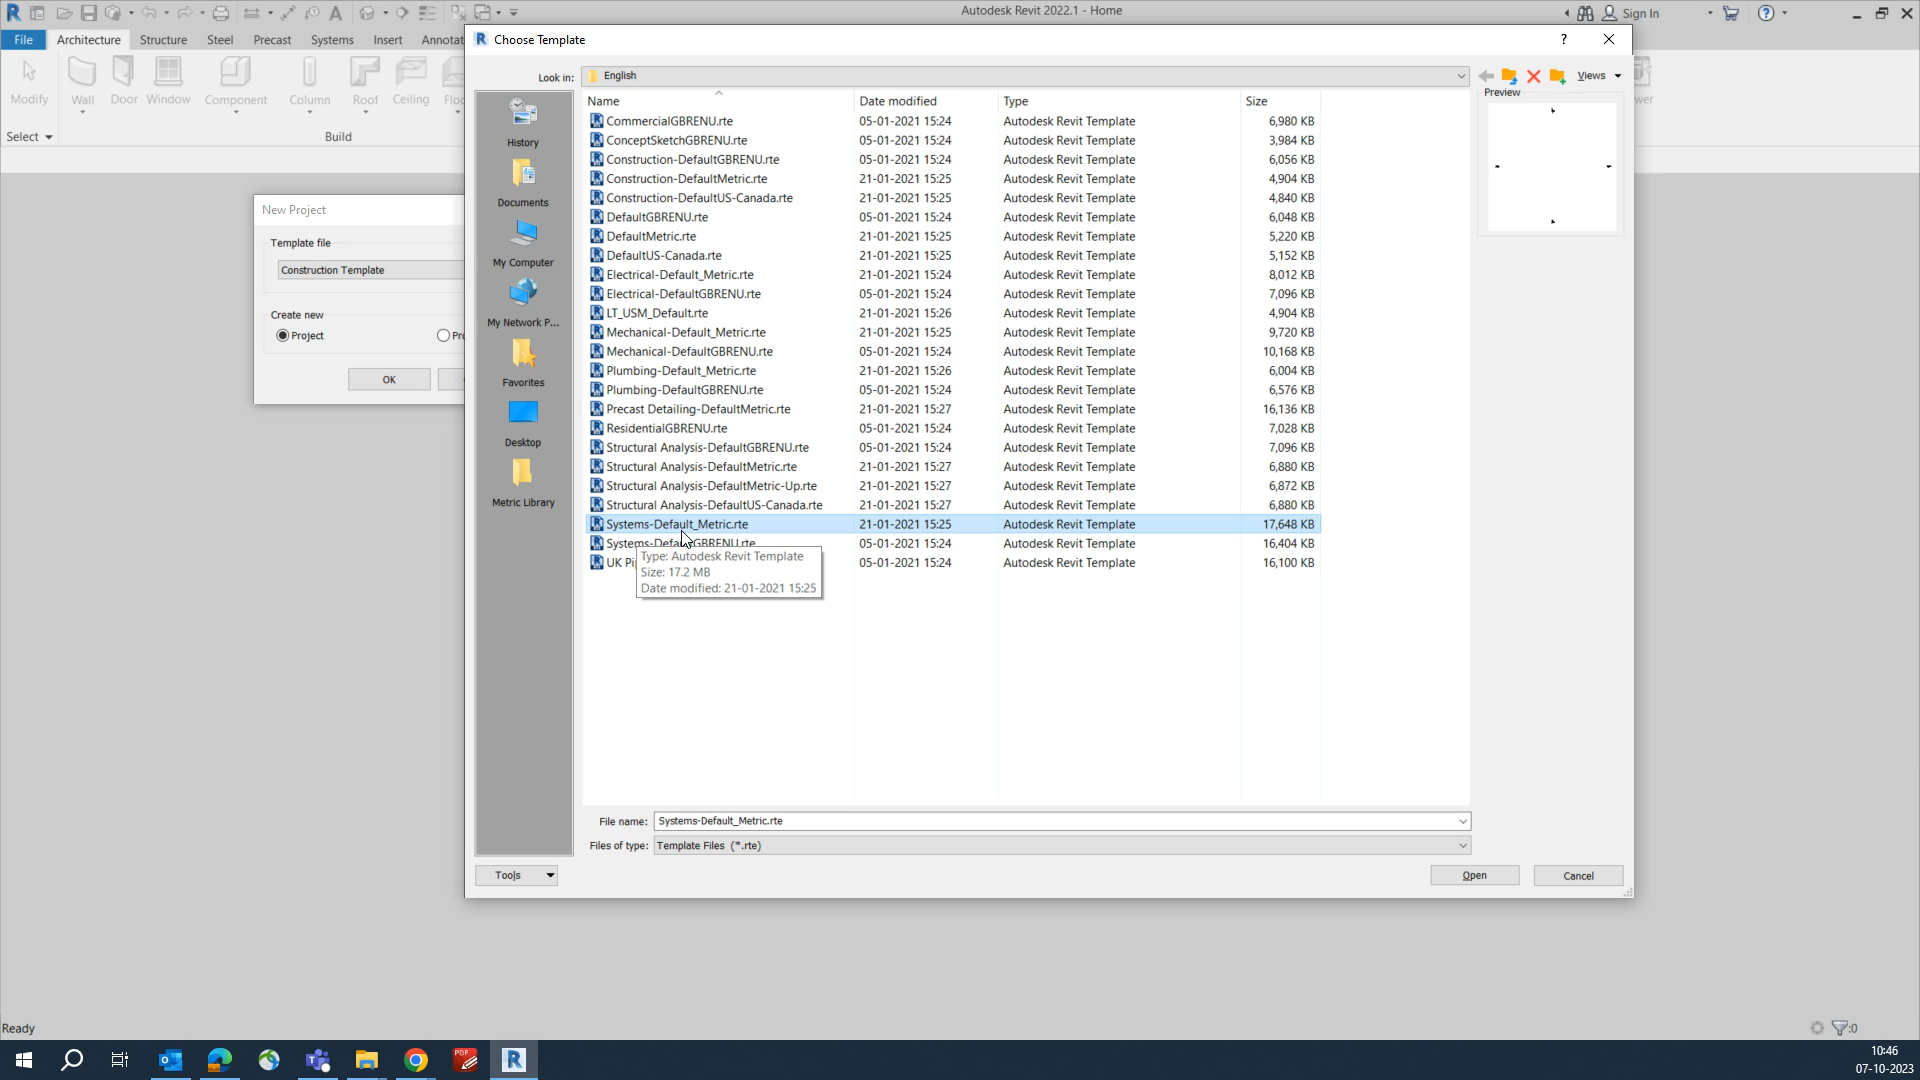 Autodesk Revit 2022.1 - Home
Sign In
File Architecture Structure Steel Precast Systems Insert Annotat
Modify Wall Door Window Component Column Roof Ceiling Floo
Select Build
New Project
Template file
Construction Template
Create new
Project
OK
Choose Template
Look in: English
Views
Preview
History
Documents
My Computer
My Network P...
Favorites
Desktop
Metric Library
Name Date modified Type Size
CommercialGBRENU.rte 05-01-2021 15:24 Autodesk Revit Template 6,980 KB
ConceptSketchGBRENU.rte 05-01-2021 15:24 Autodesk Revit Template 3,984 KB
Construction-DefaultGBRENU.rte 05-01-2021 15:24 Autodesk Revit Template 6,056 KB
Construction-DefaultMetric.rte 21-01-2021 15:25 Autodesk Revit Template 4,904 KB
Construction-DefaultUS-Canada.rte 21-01-2021 15:25 Autodesk Revit Template 4,840 KB
DefaultGBRENU.rte 05-01-2021 15:24 Autodesk Revit Template 6,048 KB
DefaultMetric.rte 21-01-2021 15:25 Autodesk Revit Template 5,220 KB
DefaultUS-Canada.rte 21-01-2021 15:25 Autodesk Revit Template 5,152 KB
Electrical-Default_Metric.rte 21-01-2021 15:24 Autodesk Revit Template 8,012 KB
Electrical-DefaultGBRENU.rte 05-01-2021 15:24 Autodesk Revit Template 7,096 KB
LT_USM_Default.rte 21-01-2021 15:26 Autodesk Revit Template 4,904 KB
Mechanical-Default_Metric.rte 21-01-2021 15:25 Autodesk Revit Template 9,720 KB
Mechanical-DefaultGBRENU.rte 05-01-2021 15:24 Autodesk Revit Template 10,168 KB
Plumbing-Default_Metric.rte 21-01-2021 15:26 Autodesk Revit Template 6,004 KB
Plumbing-DefaultGBRENU.rte 05-01-2021 15:24 Autodesk Revit Template 6,576 KB
Precast Detailing-DefaultMetric.rte 21-01-2021 15:27 Autodesk Revit Template 16,136 KB
ResidentialGBRENU.rte 05-01-2021 15:24 Autodesk Revit Template 7,028 KB
Structural Analysis-DefaultGBRENU.rte 05-01-2021 15:24 Autodesk Revit Template 7,096 KB
Structural Analysis-DefaultMetric.rte 21-01-2021 15:27 Autodesk Revit Template 6,880 KB
Structural Analysis-DefaultMetric-Up.rte 21-01-2021 15:27 Autodesk Revit Template 6,872 KB
Structural Analysis-DefaultUS-Canada.rte 21-01-2021 15:27 Autodesk Revit Template 6,880 KB
Systems-Default_Metric.rte 21-01-2021 15:25 Autodesk Revit Template 17,648 KB
Systems-DefaultGBRENU.rte 05-01-2021 15:24 Autodesk Revit Template 16,404 KB
UK 05-01-2021 15:24 Autodesk Revit Template 16,100 KB
Type: Autodesk Revit Template
Size: 17.2 MB
Date modified: 21-01-2021 15:25
File name: Systems-Default_Metric.rte
Files of type: Template Files (*.rte)
Tools Open Cancel
Ready
:0
10:46
07-10-2023